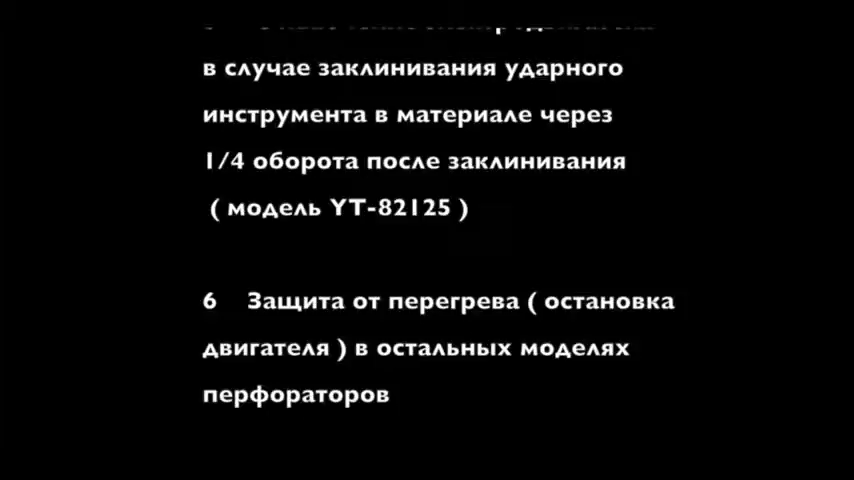 в случае заклинивания ударного
инструмента в материале через
1/4 оборота после заклинивания
( модель YT-82125 )
6 Защита от перегрева ( остановка
двигателя ) в остальных моделях
перфораторов